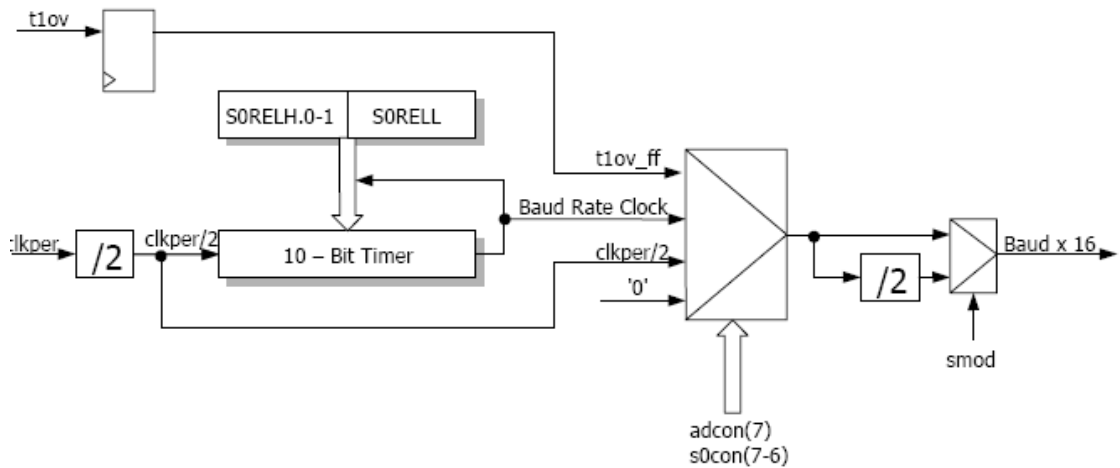 t1ov
S0RELH.0-1 S0RELL
t1ov_ff
Baud Rate Clock
clkper /2 clkper/2 10 – Bit Timer clkper/2
'0'
/2
Baud x 16
smod
adcon(7)
s0con(7-6)